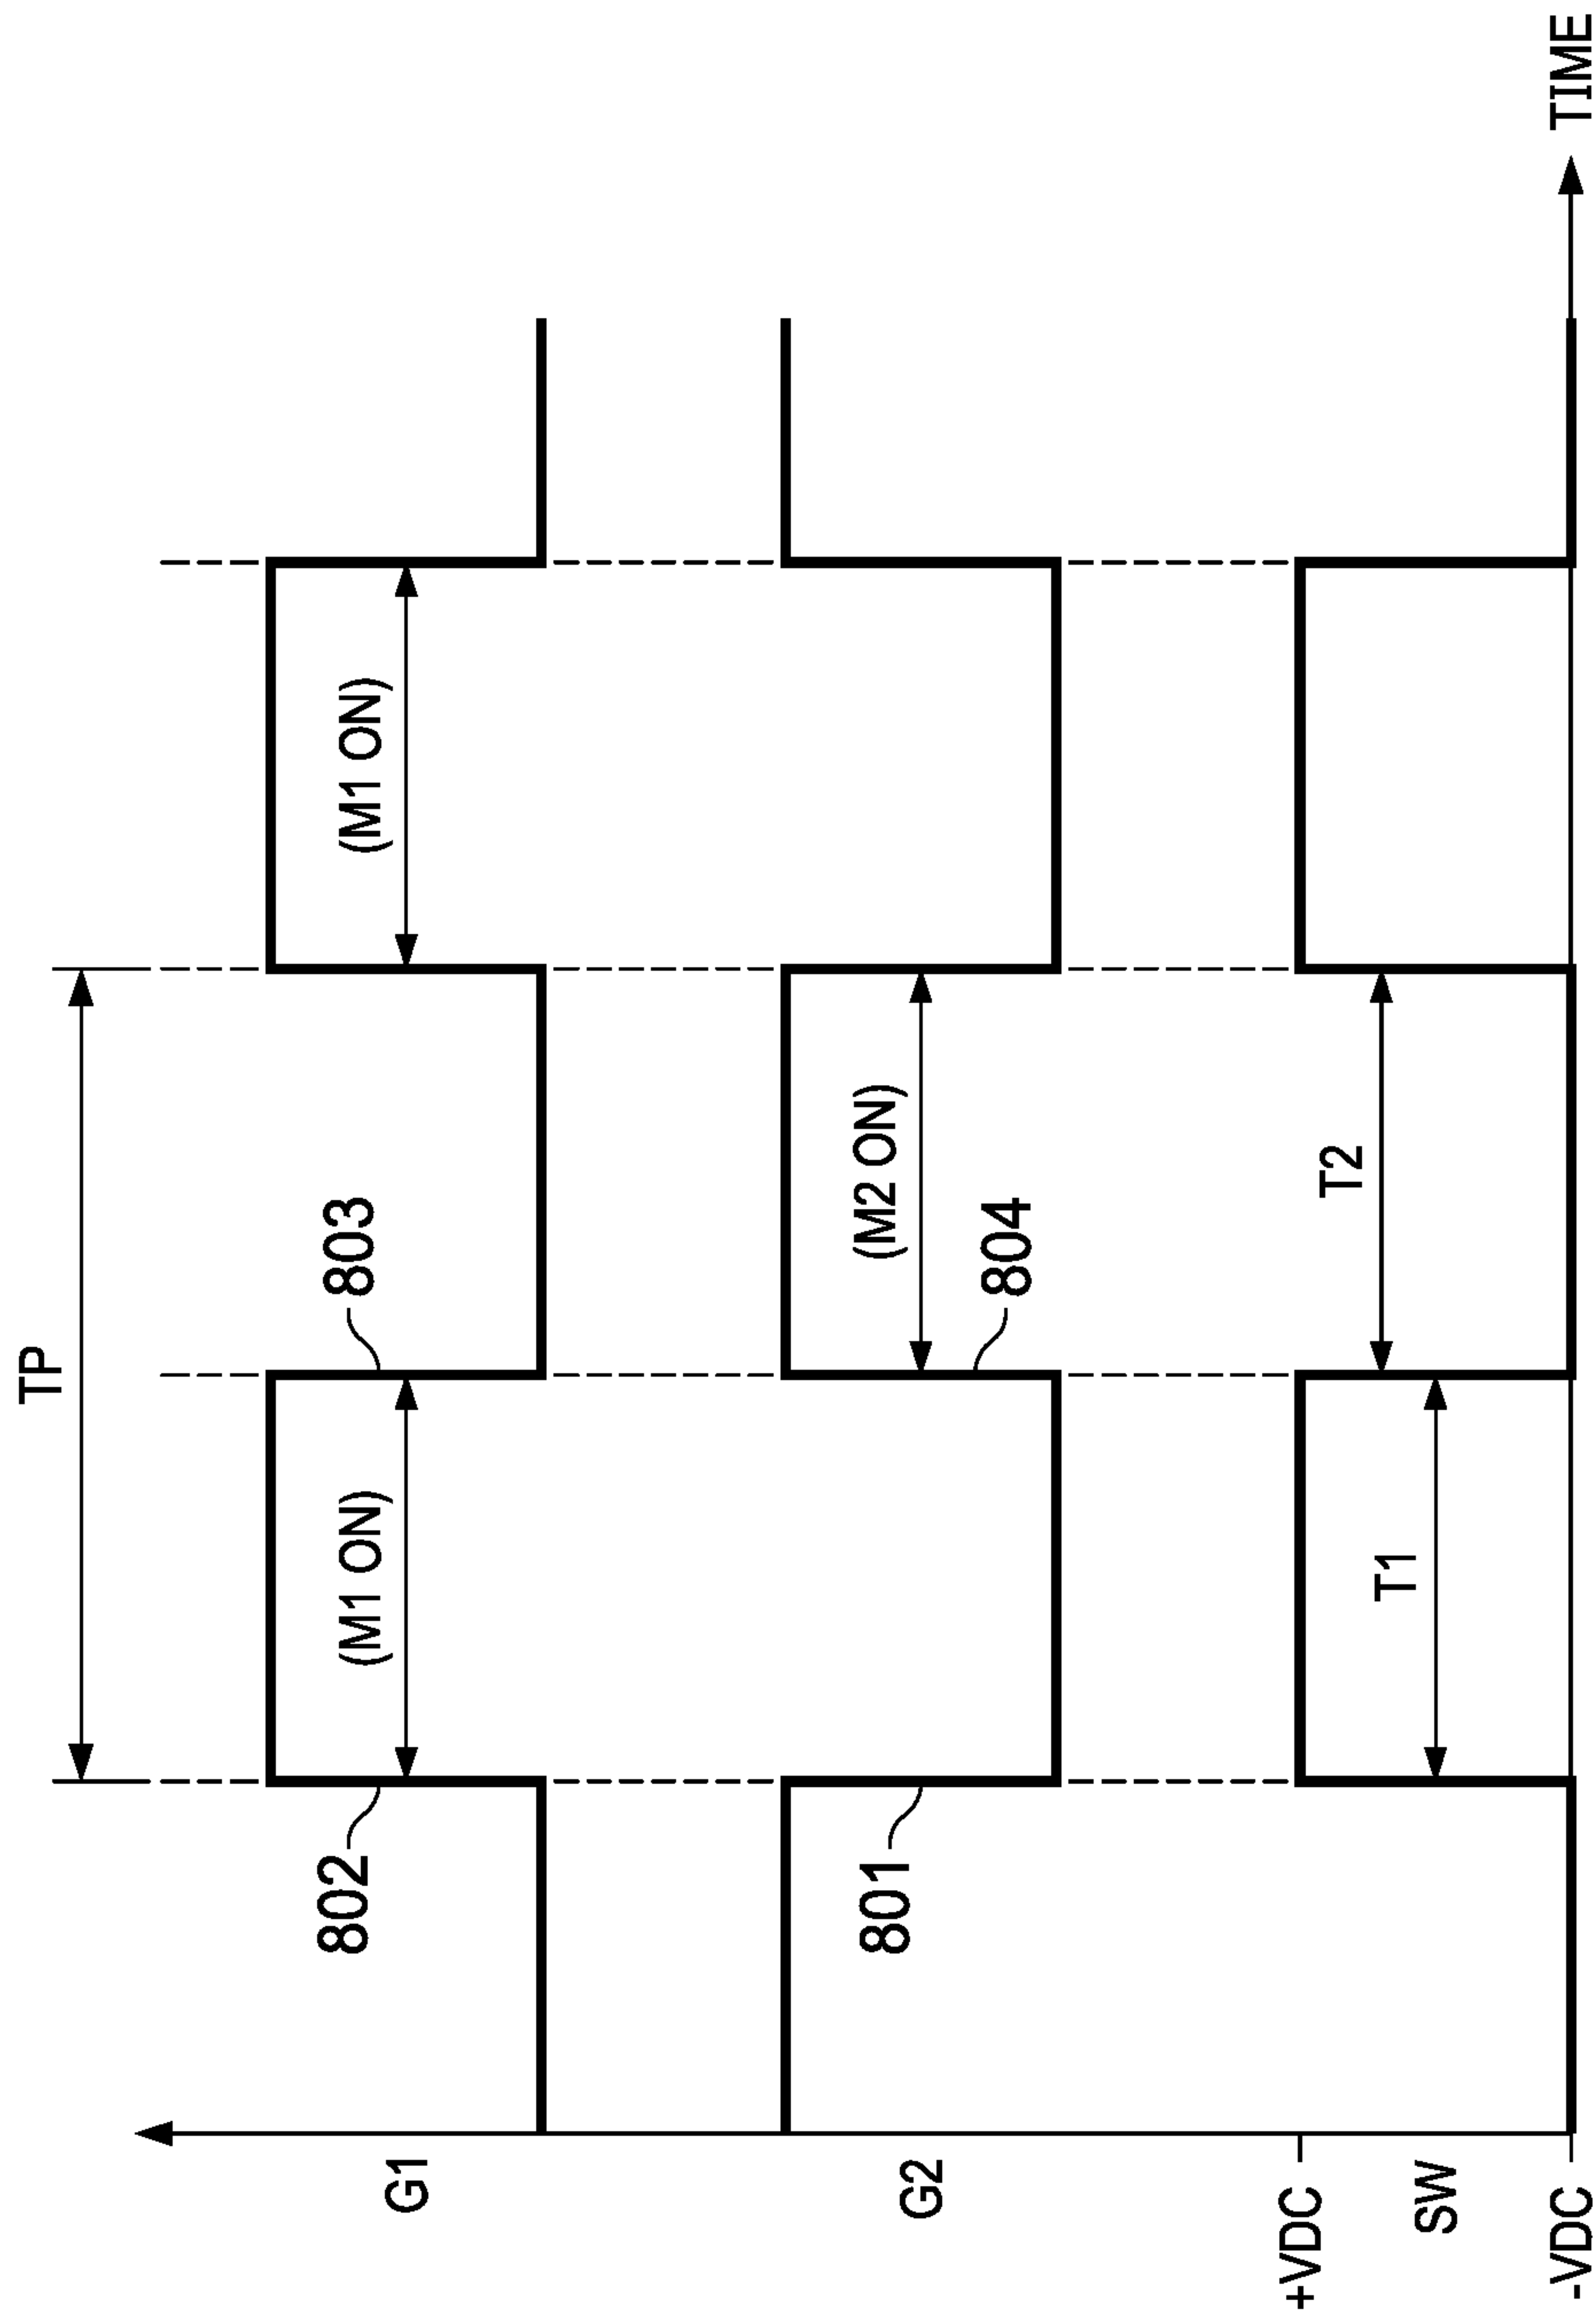 TP
G1
802
(M1 ON)
803
(M1 ON)
G2
801
(M2 ON)
804
+VDC
SW
-VDC
T1
T2
TIME